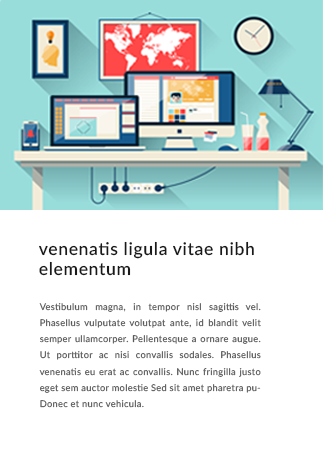 venenatis ligula vitae nibh
elementum
Vestibulum magna, in tempor nisl sagittis vel.
Phasellus vulputate volutpat ante, id blandit velit
semper ullamcorper. Pellentesque a ornare augue.
Ut porttitor ac nisi convallis sodales. Phasellus
venenatis eu erat ac convallis. Nunc fringilla justo
eget sem auctor molestie Sed sit amet pharetra pu-
Donec et nunc vehicula.